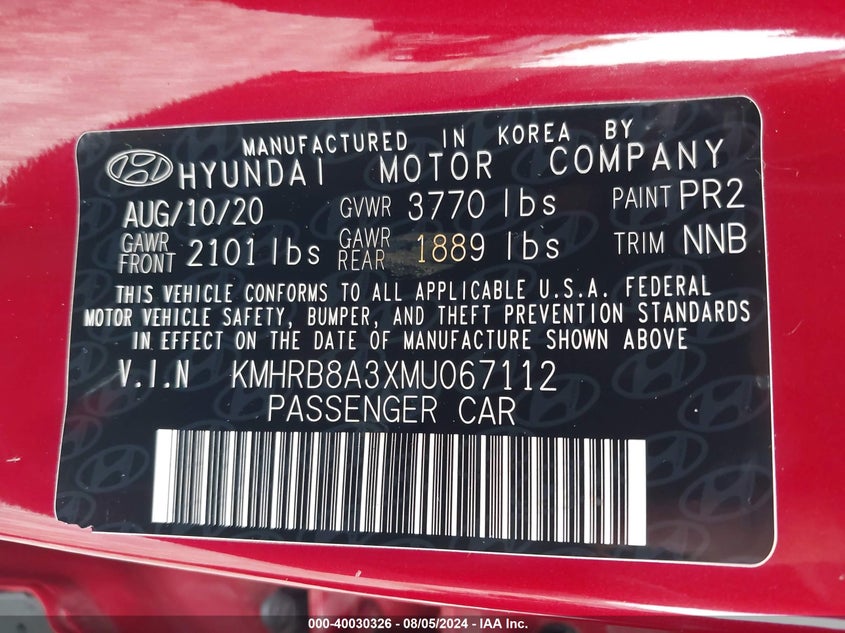 MANUFACTURED IN KOREA BY
HYUNDAI MOTOR COMPANY
AUG/10/20 GVWR 3770 lbs PAINT PR2
GAWR FRONT 2101 lbs GAWR REAR 1889 lbs TRIM NNB
THIS VEHICLE CONFORMS TO ALL APPLICABLE U.S.A. FEDERAL
MOTOR VEHICLE SAFETY, BUMPER, AND THEFT PREVENTION STANDARDS
IN EFFECT ON THE DATE OF MANUFACTURE SHOWN ABOVE
V.I.N KMHRB8A3XMU067112
PASSENGER CAR
000-40030326 - 08/05/2024 - IAA Inc.